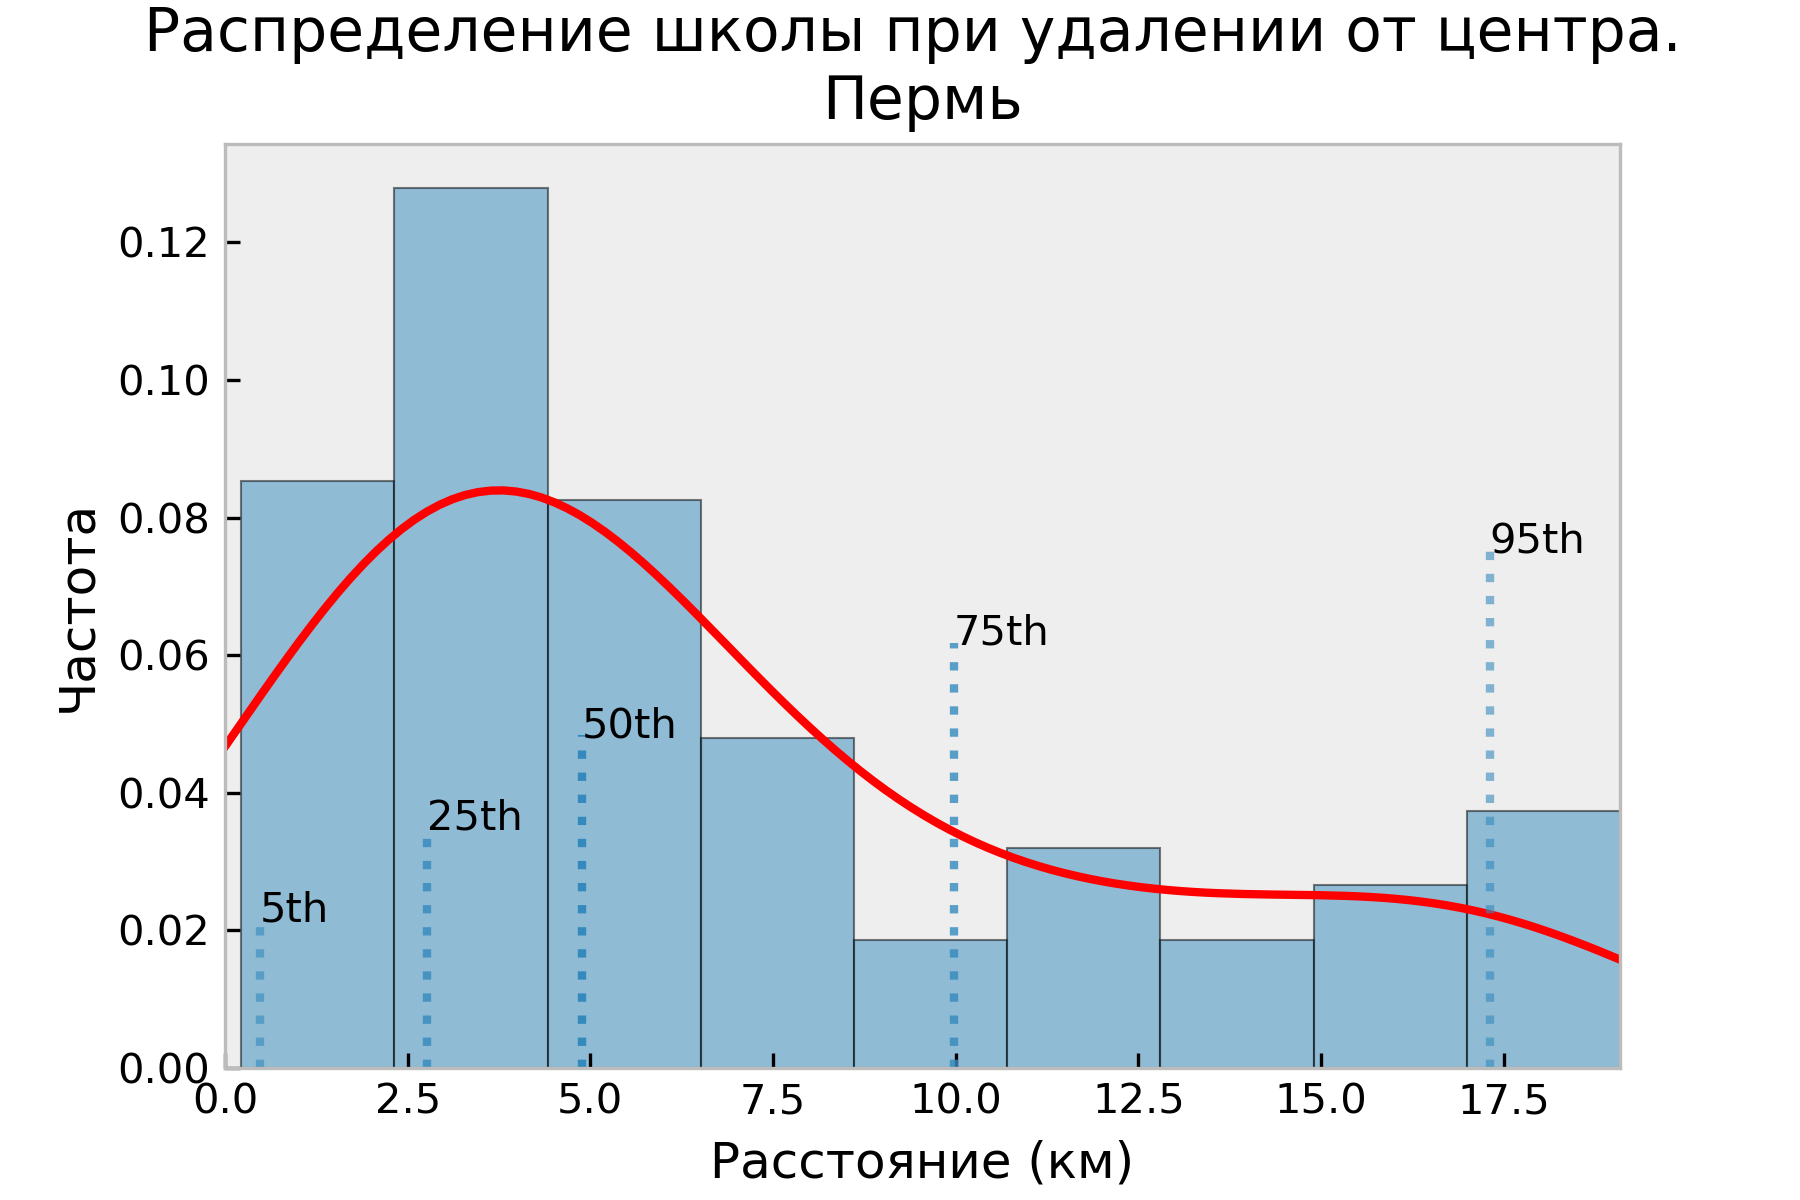 Распределение школы при удалении от центра.
Пермь
Частота
0.12
0.10
0.08
0.06
0.04
0.02
0.00
5th
25th
50th
75th
95th
0.0 2.5 5.0 7.5 10.0 12.5 15.0 17.5
Расстояние (км)